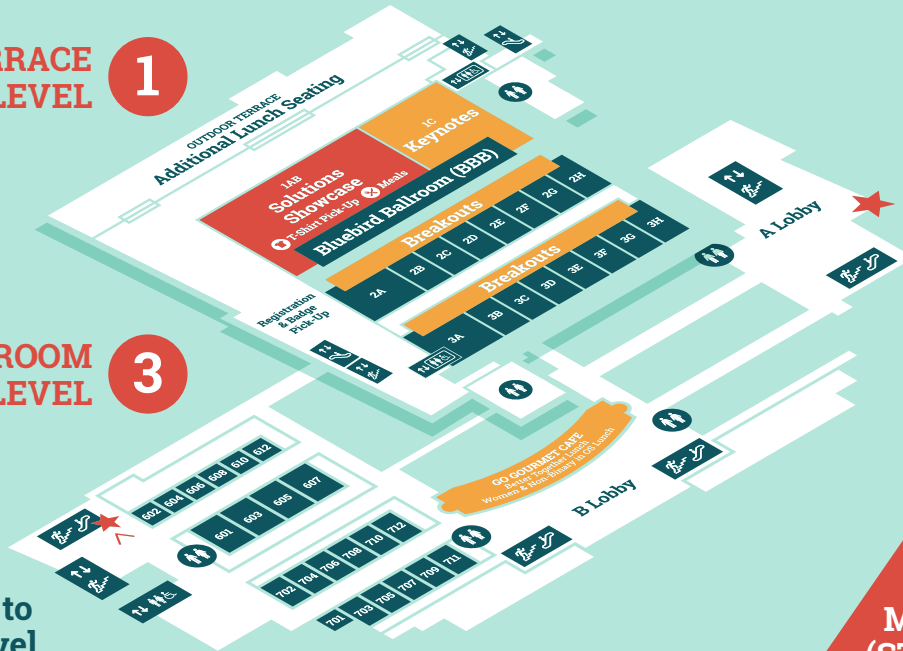 LEVEL
1
OUTDOOR TERRACE
Additional Lunch Seating
1C
Keynotes
1AB
Solutions
Showcase
T-Shirt Pick-Up Meals
Bluebird Ballroom (BBB)
Breakouts
2A 2B 2C 2D 2E 2F 2G 2H
Breakouts
3A 3B 3C 3D 3E 3F 3G 3H
A Lobby
Registration
& Badge
Pick-Up
ROOM
LEVEL
3
GO GOURMET CAFE
Better Together Lunch
Women & Non-Binary in OS Lunch
B Lobby
602 604 606 608 610 612
601 603 605 607
702 704 706 708 710 712
701 703 705 707 709 711
to